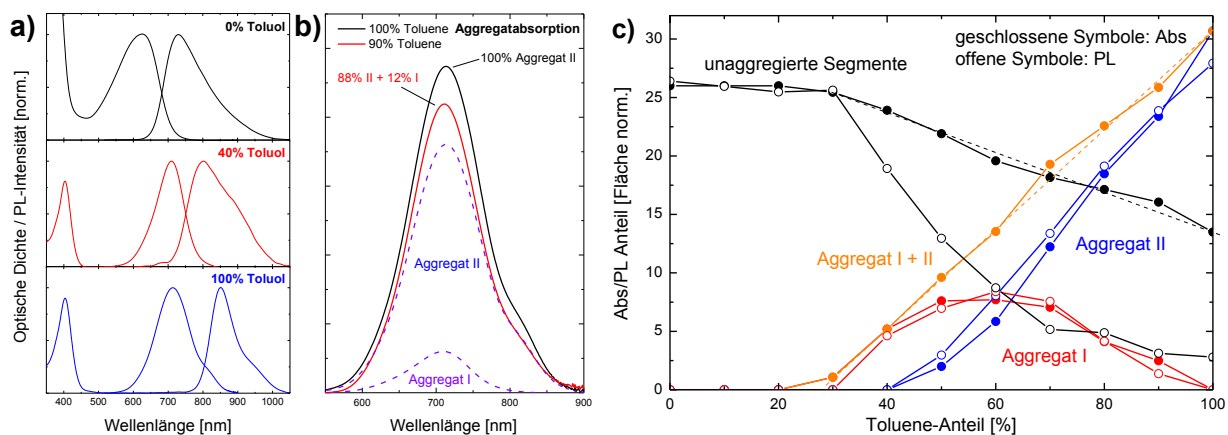 a)
0% Toluol
40% Toluol
100% Toluol
Optische Dichte / PL-Intensität [norm.]
400 500 600 700 800 900 1000
Wellenlänge [nm]
b)
100% Toluene Aggregatabsorption
90% Toluene
100% Aggregat II
88% II + 12% I
Aggregat II
Aggregat I
600 700 800 900
Wellenlänge [nm]
c)
geschlossene Symbole: Abs
offene Symbole: PL
unaggregierte Segmente
Aggregat I + II
Aggregat II
Aggregat I
Abs/PL Anteil [Fläche norm.]
30
25
20
15
10
5
0
0 20 40 60 80 100
Toluene-Anteil [%]